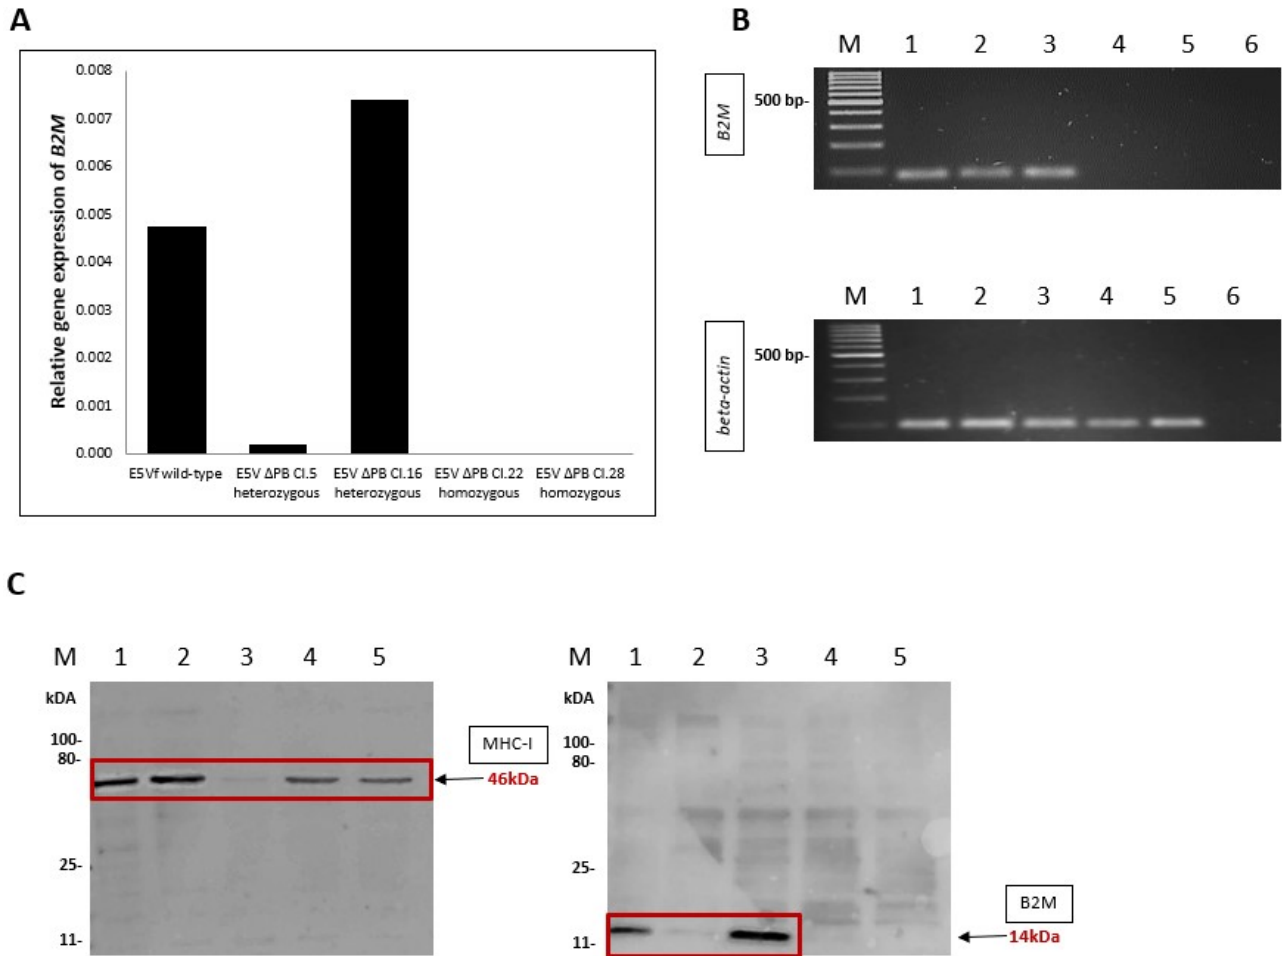 A
Relative gene expression of B2M
0.008
0.007
0.006
0.005
0.004
0.003
0.002
0.001
0.000
E5Vf wild-type
E5V ΔPB Cl.5
heterozygous
E5V ΔPB Cl.16
heterozygous
E5V ΔPB Cl.22
homozygous
E5V ΔPB Cl.28
homozygous
B
M 1 2 3 4 5 6
B2M
500 bp-
M 1 2 3 4 5 6
beta-actin
500 bp-
C
M 1 2 3 4 5
kDA
100-
80-
25-
11-
MHC-I
46kDa
M 1 2 3 4 5
kDA
100-
80-
25-
11-
B2M
14kDa